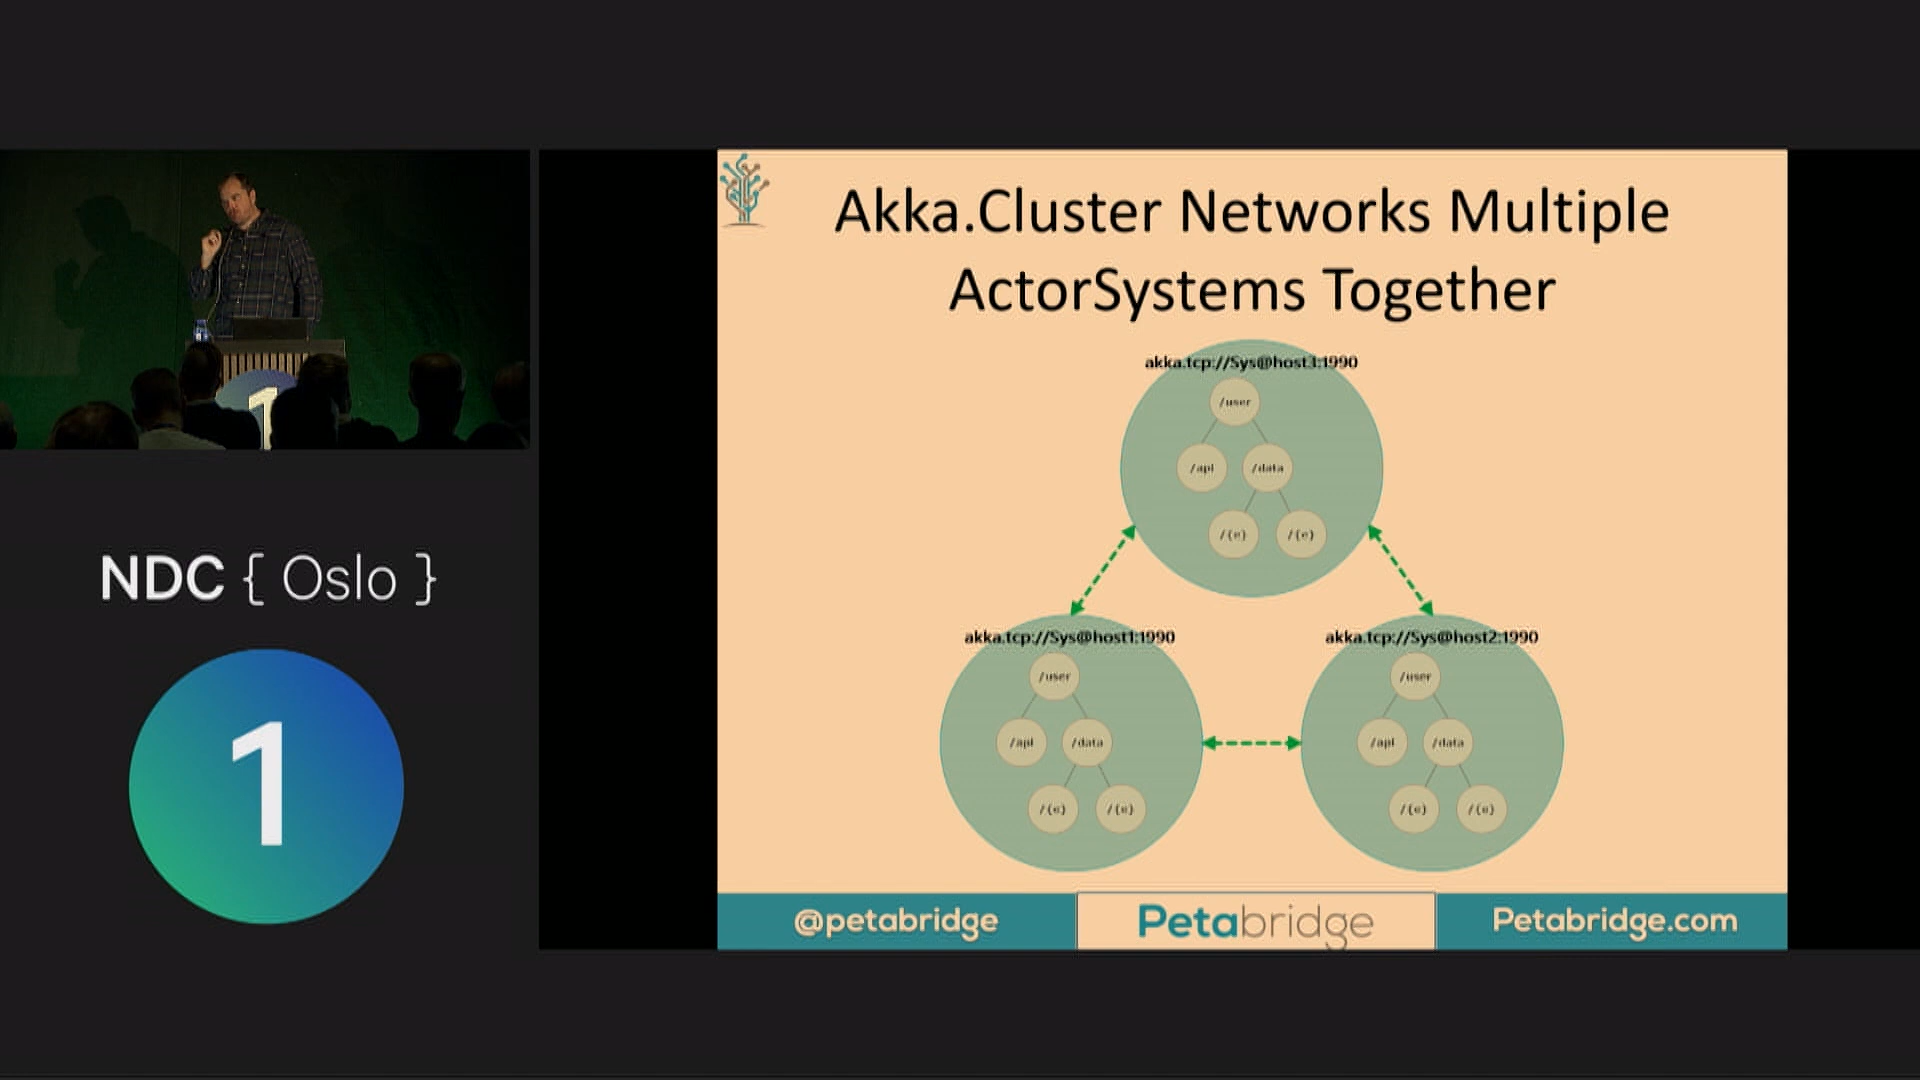 1
NDC { Oslo }
1
Akka.Cluster Networks Multiple
ActorSystems Together
akka.tcp://Sys@host3:1990
/user
/api
/data
/{e}
/{e}
akka.tcp://Sys@host1:1990
/user
/api
/data
/{e}
/{e}
akka.tcp://Sys@host2:1990
/user
/api
/data
/{e}
/{e}
@petabridge
Petabridge
Petabridge.com